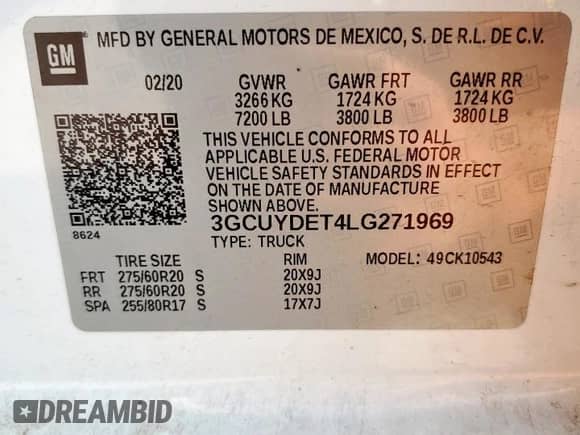 GM
MFD BY GENERAL MOTORS DE MEXICO, S. DE R.L. DE C.V.
02/20 GVWR GAWR FRT GAWR RR
3266 KG 1724 KG 1724 KG
7200 LB 3800 LB 3800 LB
THIS VEHICLE CONFORMS TO ALL
APPLICABLE U.S. FEDERAL MOTOR
VEHICLE SAFETY STANDARDS IN EFFECT
ON THE DATE OF MANUFACTURE
SHOWN ABOVE.
8624 3GCUYDET4LG271969
TYPE: TRUCK
TIRE SIZE RIM MODEL: 49CK10543
FRT 275/60R20 S 20X9J
RR 275/60R20 S 20X9J
SPA 255/80R17 S 17X7J
DREAMBID